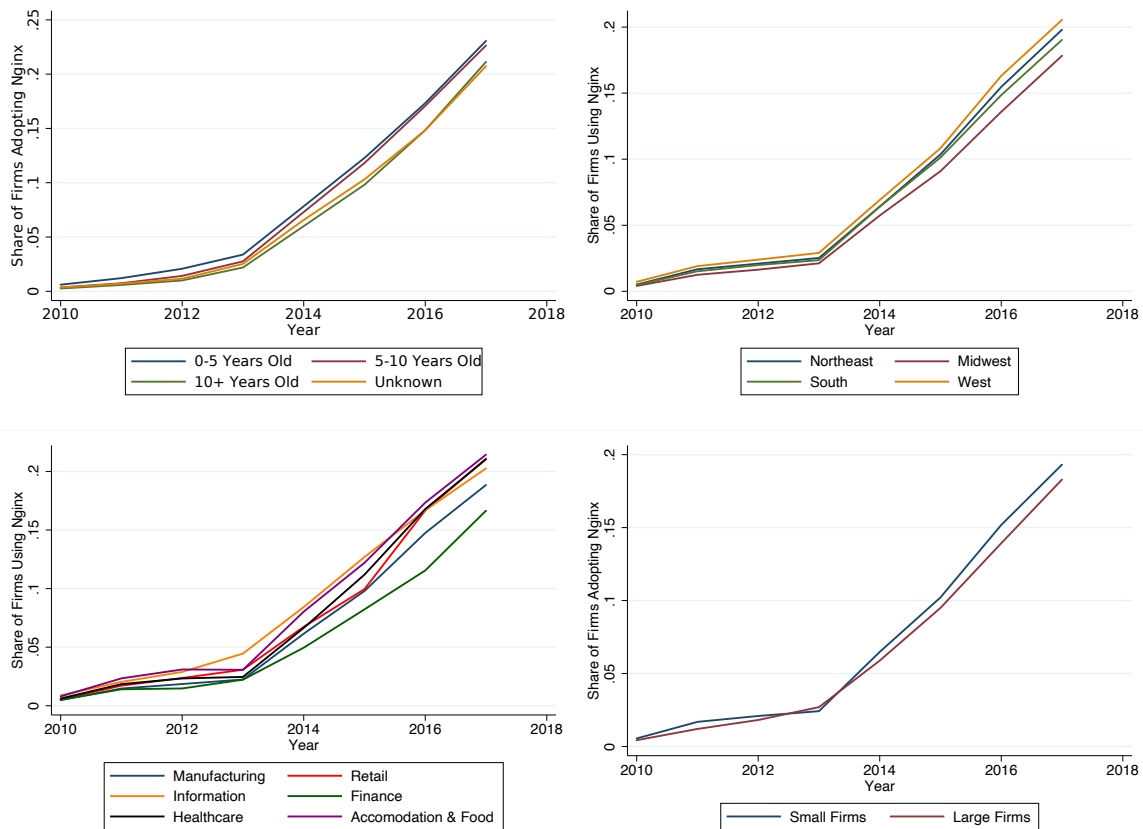 Share of Firms Adopting Nginx
0 .05 .1 .15 .2 .25
2010 2012 2014 2016 2018
Year
0-5 Years Old 5-10 Years Old
10+ Years Old Unknown
Share of Firms Using Nginx
0 .05 .1 .15 .2
2010 2012 2014 2016 2018
Year
Northeast Midwest
South West
Share of Firms Using Nginx
0 .05 .1 .15 .2
2010 2012 2014 2016 2018
Year
Manufacturing Retail
Information Finance
Healthcare Accomodation & Food
Share of Firms Adopting Nginx
0 .05 .1 .15 .2
2010 2012 2014 2016 2018
Year
Small Firms Large Firms